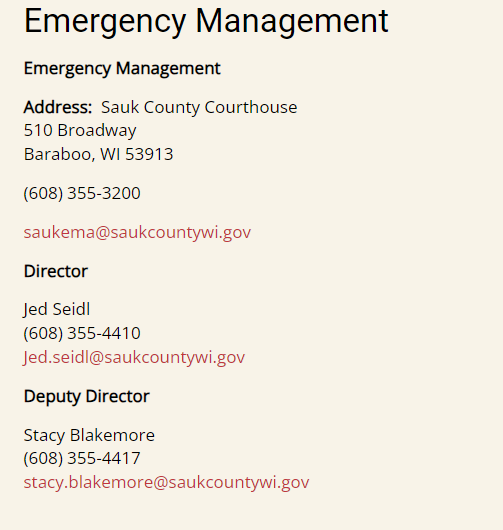 Emergency Management
Emergency Management
Address: Sauk County Courthouse
510 Broadway
Baraboo, WI 53913
(608) 355-3200
saukema@saukcountywi.gov
Director
Jed Seidl
(608) 355-4410
Jed.seidl@saukcountywi.gov
Deputy Director
Stacy Blakemore
(608) 355-4417
stacy.blakemore@saukcountywi.gov